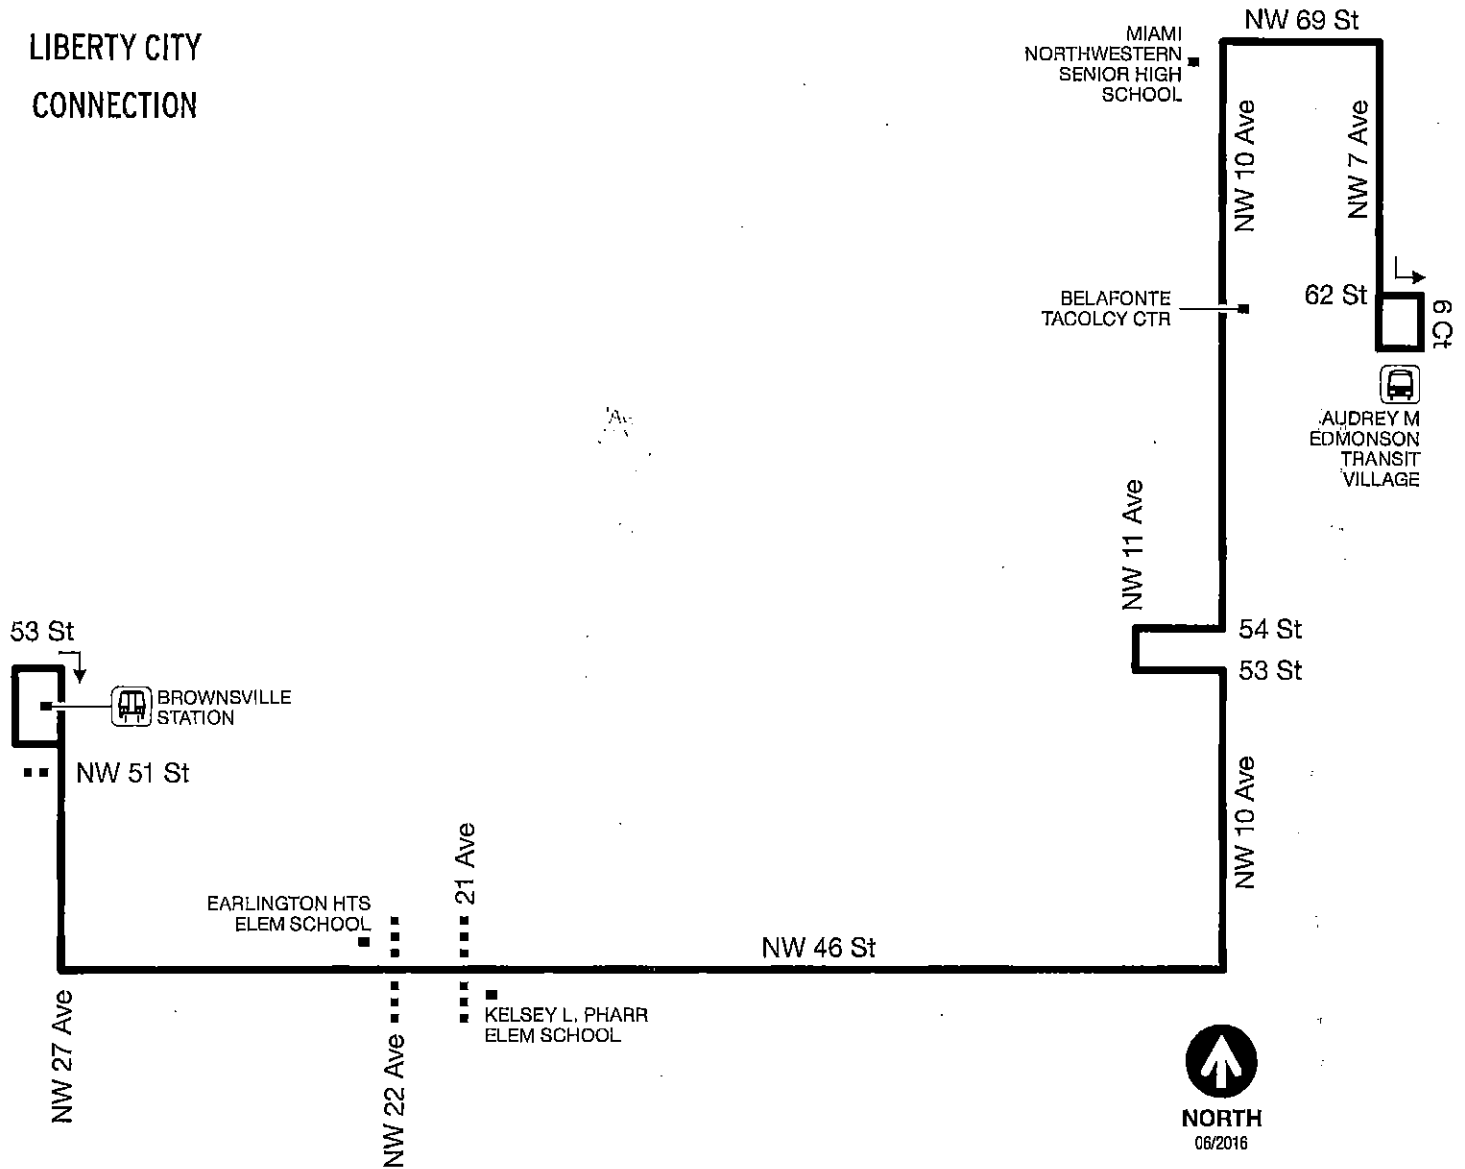 LIBERTY CITY
CONNECTION
NW 69 St
MIAMI
NORTHWESTERN
SENIOR HIGH
SCHOOL
NW 10 Ave
NW 7 Ave
BELAFONTE
TACOLCY CTR
62 St
6 Ct
AUDREY M
EDMONSON
TRANSIT
VILLAGE
NW 11 Ave
54 St
53 St
53 St
BROWNSVILLE
STATION
NW 51 St
NW 10 Ave
21 Ave
EARLINGTON HTS
ELEM SCHOOL
NW 46 St
KELSEY L. PHARR
ELEM SCHOOL
NW 27 Ave
NW 22 Ave
NORTH
06/2016